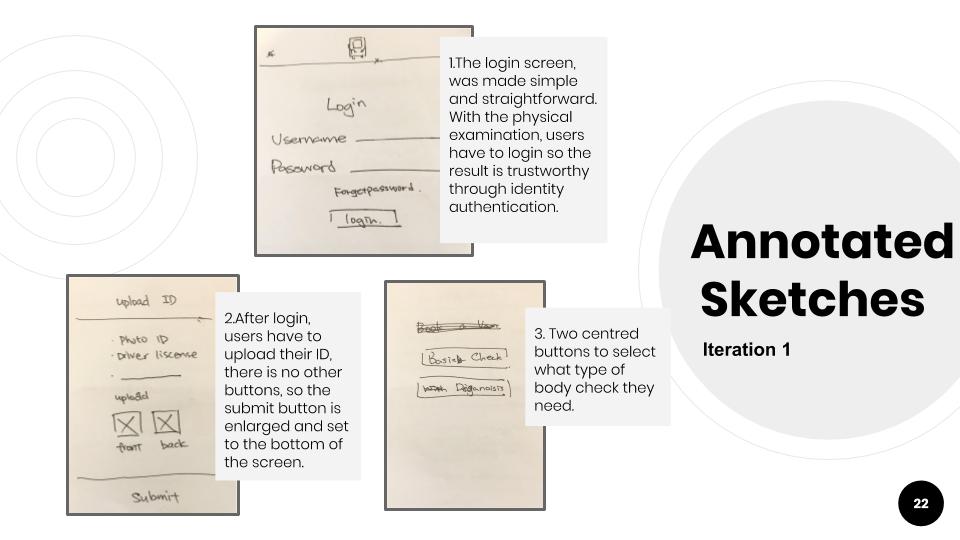 Login
Username
Password
Forgetpassword.
login.
1.The login screen,
was made simple
and straightforward.
With the physical
examination, users
have to login so the
result is trustworthy
through identity
authentication.
Annotated
Sketches
Iteration 1
upload ID
· Photo ID
· Driver liscense
·
upload
front back
Submit
2.After login,
users have to
upload their ID,
there is no other
buttons, so the
submit button is
enlarged and set
to the bottom of
the screen.
Book a
Basick Check
Diganoisis
3. Two centred
buttons to select
what type of
body check they
need.
22